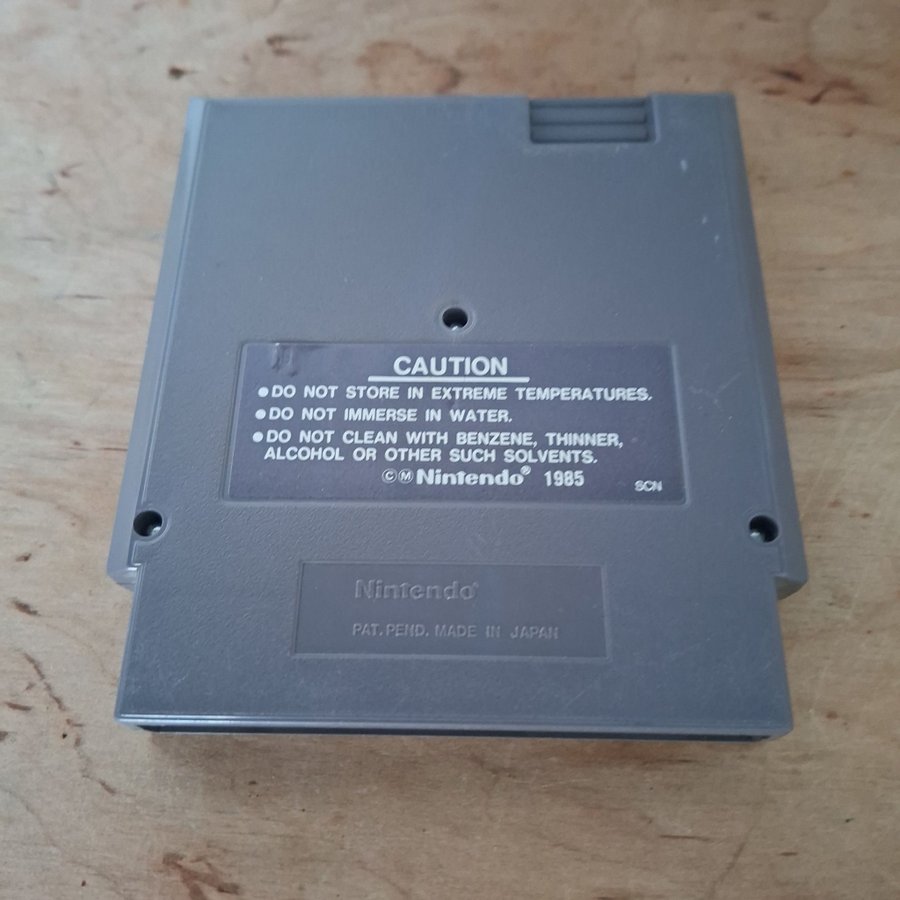 CAUTION
●DO NOT STORE IN EXTREME TEMPERATURES.
●DO NOT IMMERSE IN WATER.
●DO NOT CLEAN WITH BENZENE, THINNER,
ALCOHOL OR OTHER SUCH SOLVENTS.
©Ⓜ Nintendo® 1985 SCN
Nintendo®
PAT. PEND. MADE IN JAPAN